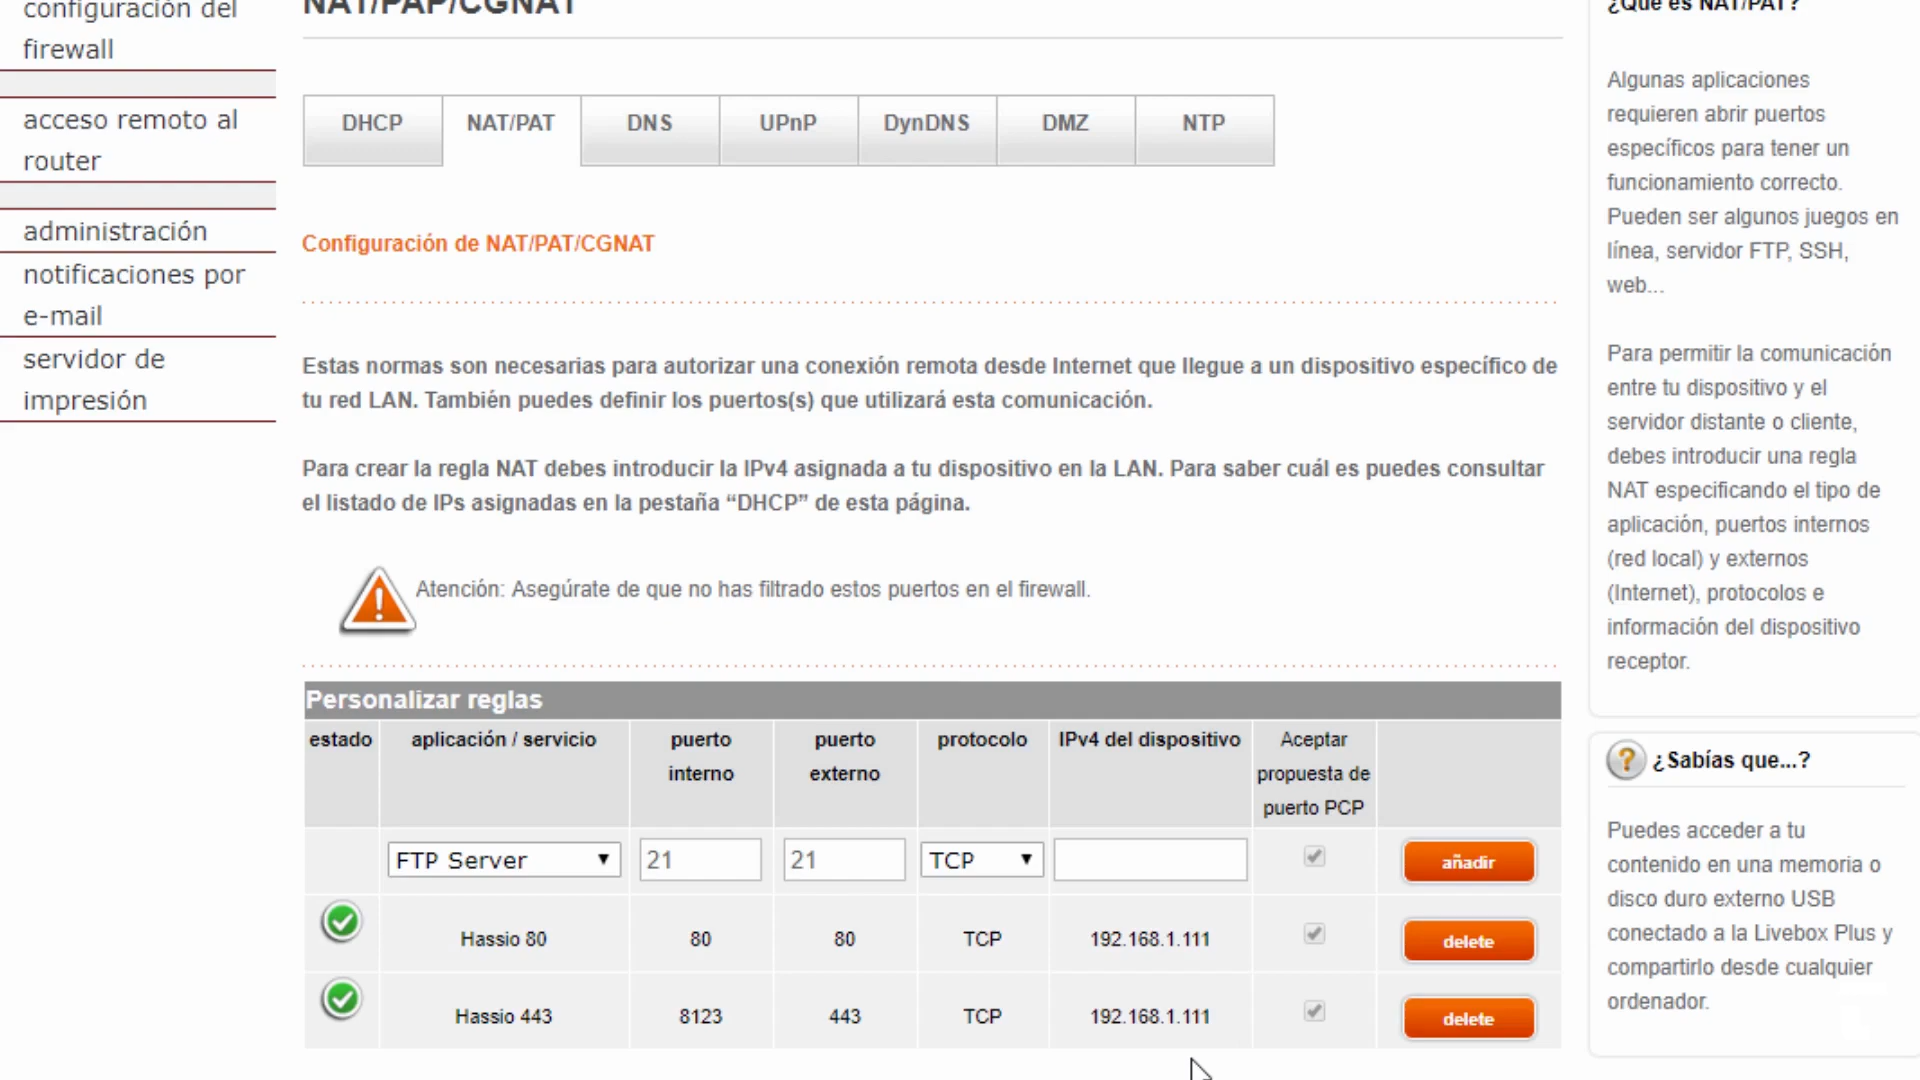 configuración del
firewall
acceso remoto al
router
administración
notificaciones por
e-mail
servidor de
impresión
NAT/PAP/CGNAT
DHCP
NAT/PAT
DNS
UPnP
DynDNS
DMZ
NTP
Configuración de NAT/PAT/CGNAT
Estas normas son necesarias para autorizar una conexión remota desde Internet que llegue a un dispositivo específico de
tu red LAN. También puedes definir los puertos(s) que utilizará esta comunicación.
Para crear la regla NAT debes introducir la IPv4 asignada a tu dispositivo en la LAN. Para saber cuál es puedes consultar
el listado de IPs asignadas en la pestaña “DHCP” de esta página.
Atención: Asegúrate de que no has filtrado estos puertos en el firewall.
Personalizar reglas
estado aplicación / servicio puerto interno puerto externo protocolo IPv4 del dispositivo Aceptar propuesta de puerto PCP
FTP Server 21 21 TCP añadir
Hassio 80 80 80 TCP 192.168.1.111 delete
Hassio 443 8123 443 TCP 192.168.1.111 delete
¿Qué es NAT/PAT?
Algunas aplicaciones
requieren abrir puertos
específicos para tener un
funcionamiento correcto.
Pueden ser algunos juegos en
línea, servidor FTP, SSH,
web...
Para permitir la comunicación
entre tu dispositivo y el
servidor distante o cliente,
debes introducir una regla
NAT especificando el tipo de
aplicación, puertos internos
(red local) y externos
(Internet), protocolos e
información del dispositivo
receptor.
¿Sabías que...?
Puedes acceder a tu
contenido en una memoria o
disco duro externo USB
conectado a la Livebox Plus y
compartirlo desde cualquier
ordenador.